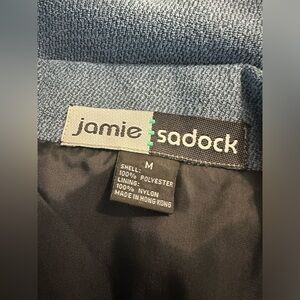 jamie sadock
M
SHELL:
100% POLYESTER
LINING:
100% NYLON
MADE IN HONG KONG